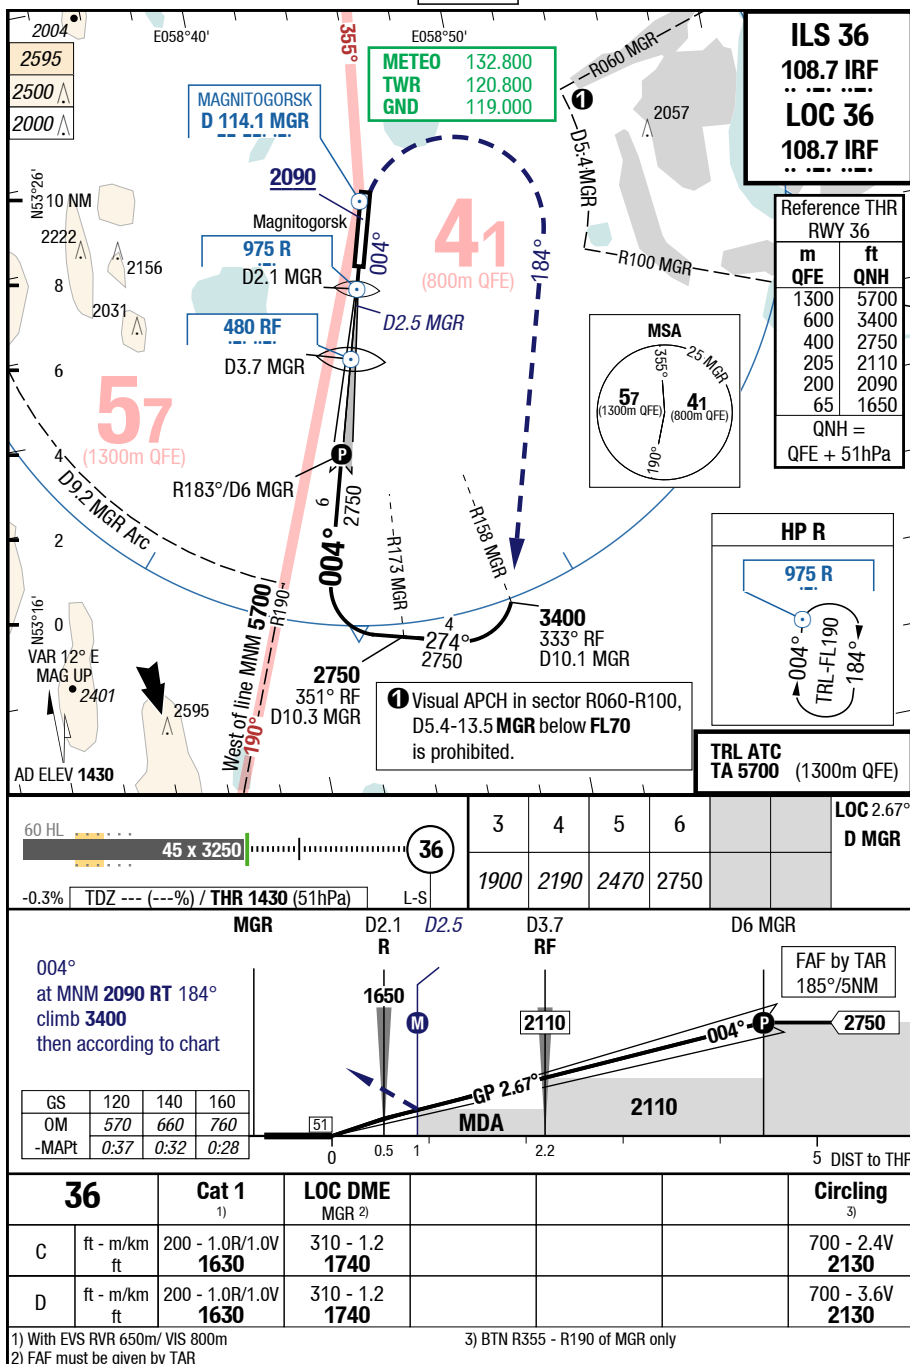 2004
E058°40'
355°
E058°50'
2595
2500
2000
METEO 132.800
TWR 120.800
GND 119.000
ILS 36
108.7 IRF
LOC 36
108.7 IRF
MAGNITOGORSK
D 114.1 MGR
R060 MGR
1
D5.4 MGR
2057
R100 MGR
N53°26'
10 NM
2090
Magnitogorsk
004°
184°
41
(800m QFE)
2222
2156
2031
8
975 R
D2.1 MGR
D2.5 MGR
480 RF
D3.7 MGR
Reference THR
RWY 36
m ft
QFE QNH
1300 5700
600 3400
400 2750
205 2110
200 2090
65 1650
QNH =
QFE + 51hPa
MSA
355°
25 MGR
57
(1300m QFE)
41
(800m QFE)
190°
6
57
(1300m QFE)
4
P
R183°/D6 MGR
D9.2 MGR Arc
6
2750
004°
R173 MGR
R158 MGR
2
N53°16'
0
R190
West of line MNM 5700
190°
4
274°
2750
3400
333° RF
D10.1 MGR
2750
351° RF
D10.3 MGR
HP R
975 R
004°
TRL-FL190
184°
VAR 12° E
MAG UP
2401
2595
AD ELEV 1430
1 Visual APCH in sector R060-R100,
D5.4-13.5 MGR below FL70
is prohibited.
TRL ATC
TA 5700 (1300m QFE)
60 HL
45 x 3250
36
-0.3% TDZ --- (---%) / THR 1430 (51hPa) L-S
3 4 5 6 LOC 2.67°
D MGR
1900 2190 2470 2750
MGR D2.1 D2.5 D3.7 D6 MGR
R RF
004°
at MNM 2090 RT 184°
climb 3400
then according to chart
1650
M
2110
FAF by TAR
185°/5NM
004°
P
2750
GP 2.67°
MDA
2110
51
GS 120 140 160
OM 570 660 760
-MAPt 0:37 0:32 0:28
0 0.5 1 2.2 5 DIST to THR
36 Cat 1 LOC DME Circling
1) MGR 2) 3)
C ft - m/km 200 - 1.0R/1.0V 310 - 1.2 700 - 2.4V
ft 1630 1740 2130
D ft - m/km 200 - 1.0R/1.0V 310 - 1.2 700 - 3.6V
ft 1630 1740 2130
1) With EVS RVR 650m/ VIS 800m 3) BTN R355 - R190 of MGR only
2) FAF must be given by TAR